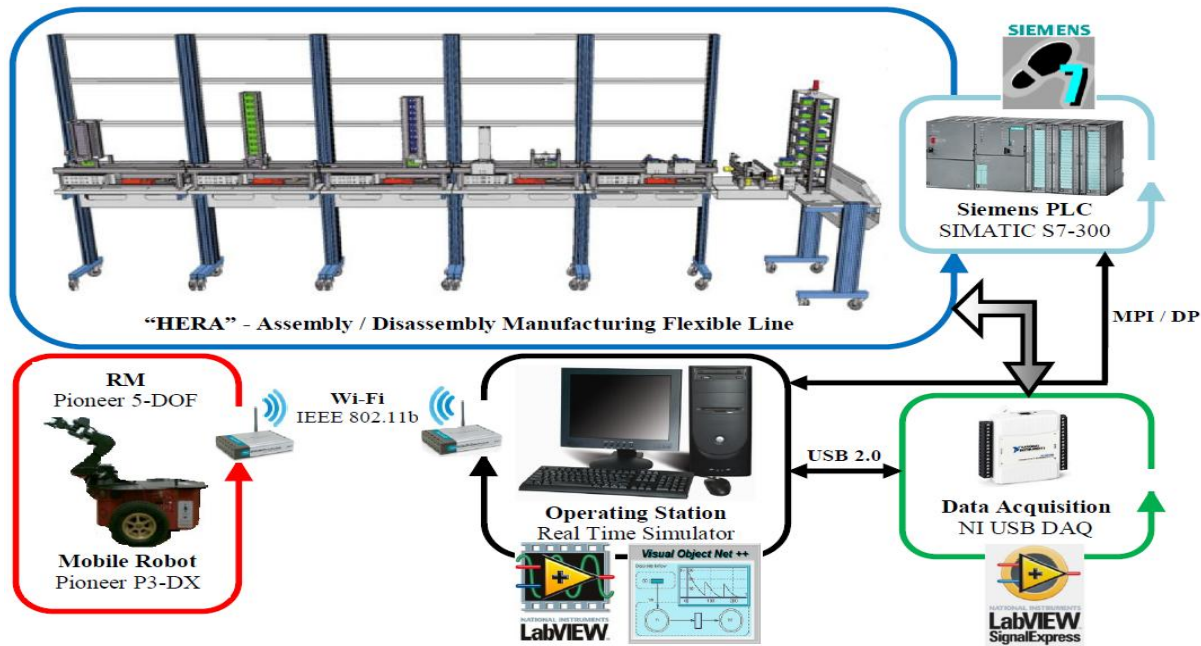 SIEMENS
7
Siemens PLC
SIMATIC S7-300
“HERA” - Assembly / Disassembly Manufacturing Flexible Line
MPI / DP
RM
Pioneer 5-DOF
Wi-Fi
IEEE 802.11b
Mobile Robot
Pioneer P3-DX
Operating Station
Real Time Simulator
USB 2.0
Data Acquisition
NI USB DAQ
NATIONAL INSTRUMENTS
LabVIEW
Visual Object Net ++
NATIONAL INSTRUMENTS
LabVIEW
SignalExpress